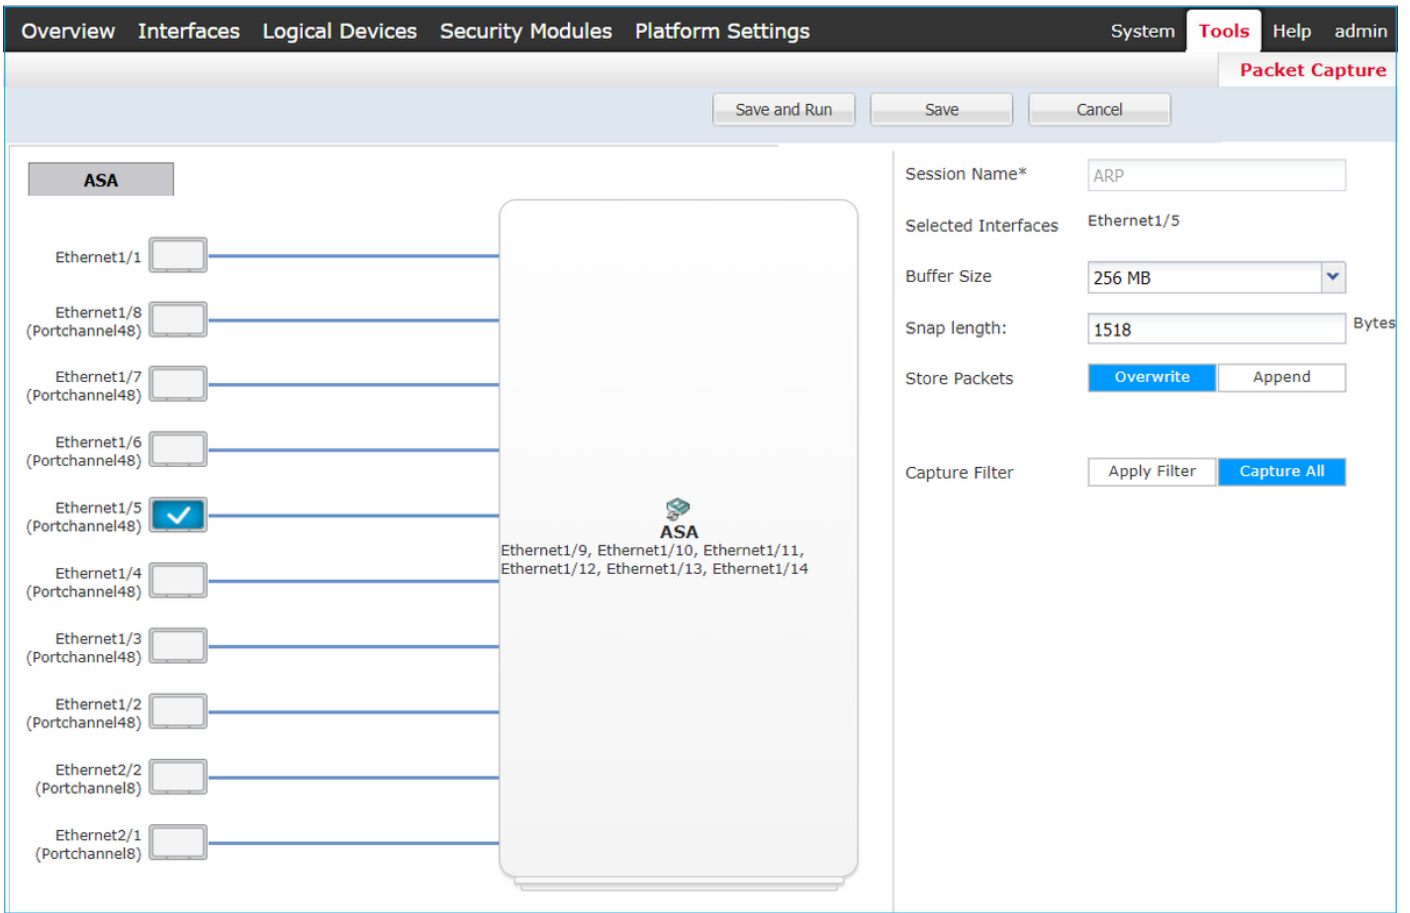 Overview Interfaces Logical Devices Security Modules Platform Settings System Tools Help admin
Packet Capture
Save and Run Save Cancel
ASA
Ethernet1/1
Ethernet1/8
(Portchannel48)
Ethernet1/7
(Portchannel48)
Ethernet1/6
(Portchannel48)
Ethernet1/5
(Portchannel48)
Ethernet1/4
(Portchannel48)
Ethernet1/3
(Portchannel48)
Ethernet1/2
(Portchannel48)
Ethernet2/2
(Portchannel8)
Ethernet2/1
(Portchannel8)
ASA
Ethernet1/9, Ethernet1/10, Ethernet1/11,
Ethernet1/12, Ethernet1/13, Ethernet1/14
Session Name* ARP
Selected Interfaces Ethernet1/5
Buffer Size 256 MB
Snap length: 1518 Bytes
Store Packets Overwrite Append
Capture Filter Apply Filter Capture All